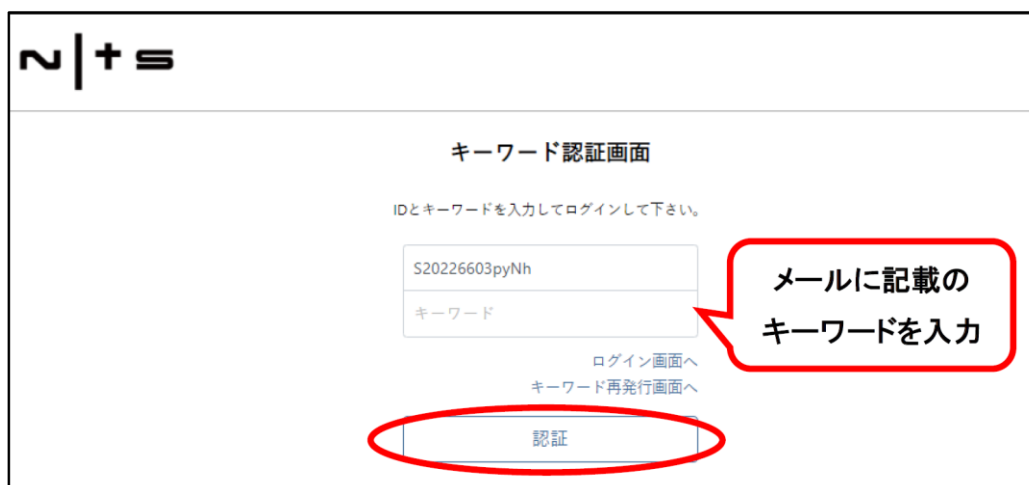 N|ts
キーワード認証画面
IDとキーワードを入力してログインして下さい。
S20226603pyNh
キーワード
メールに記載の
キーワードを入力
ログイン画面へ
キーワード再発行画面へ
認証